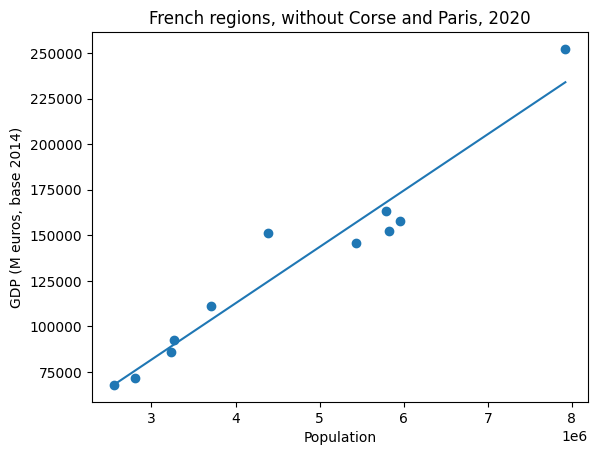 French regions, without Corse and Paris, 2020
250000
225000
200000
175000
150000
125000
100000
75000
GDP (M euros, base 2014)
3 4 5 6 7 8
1e6
Population